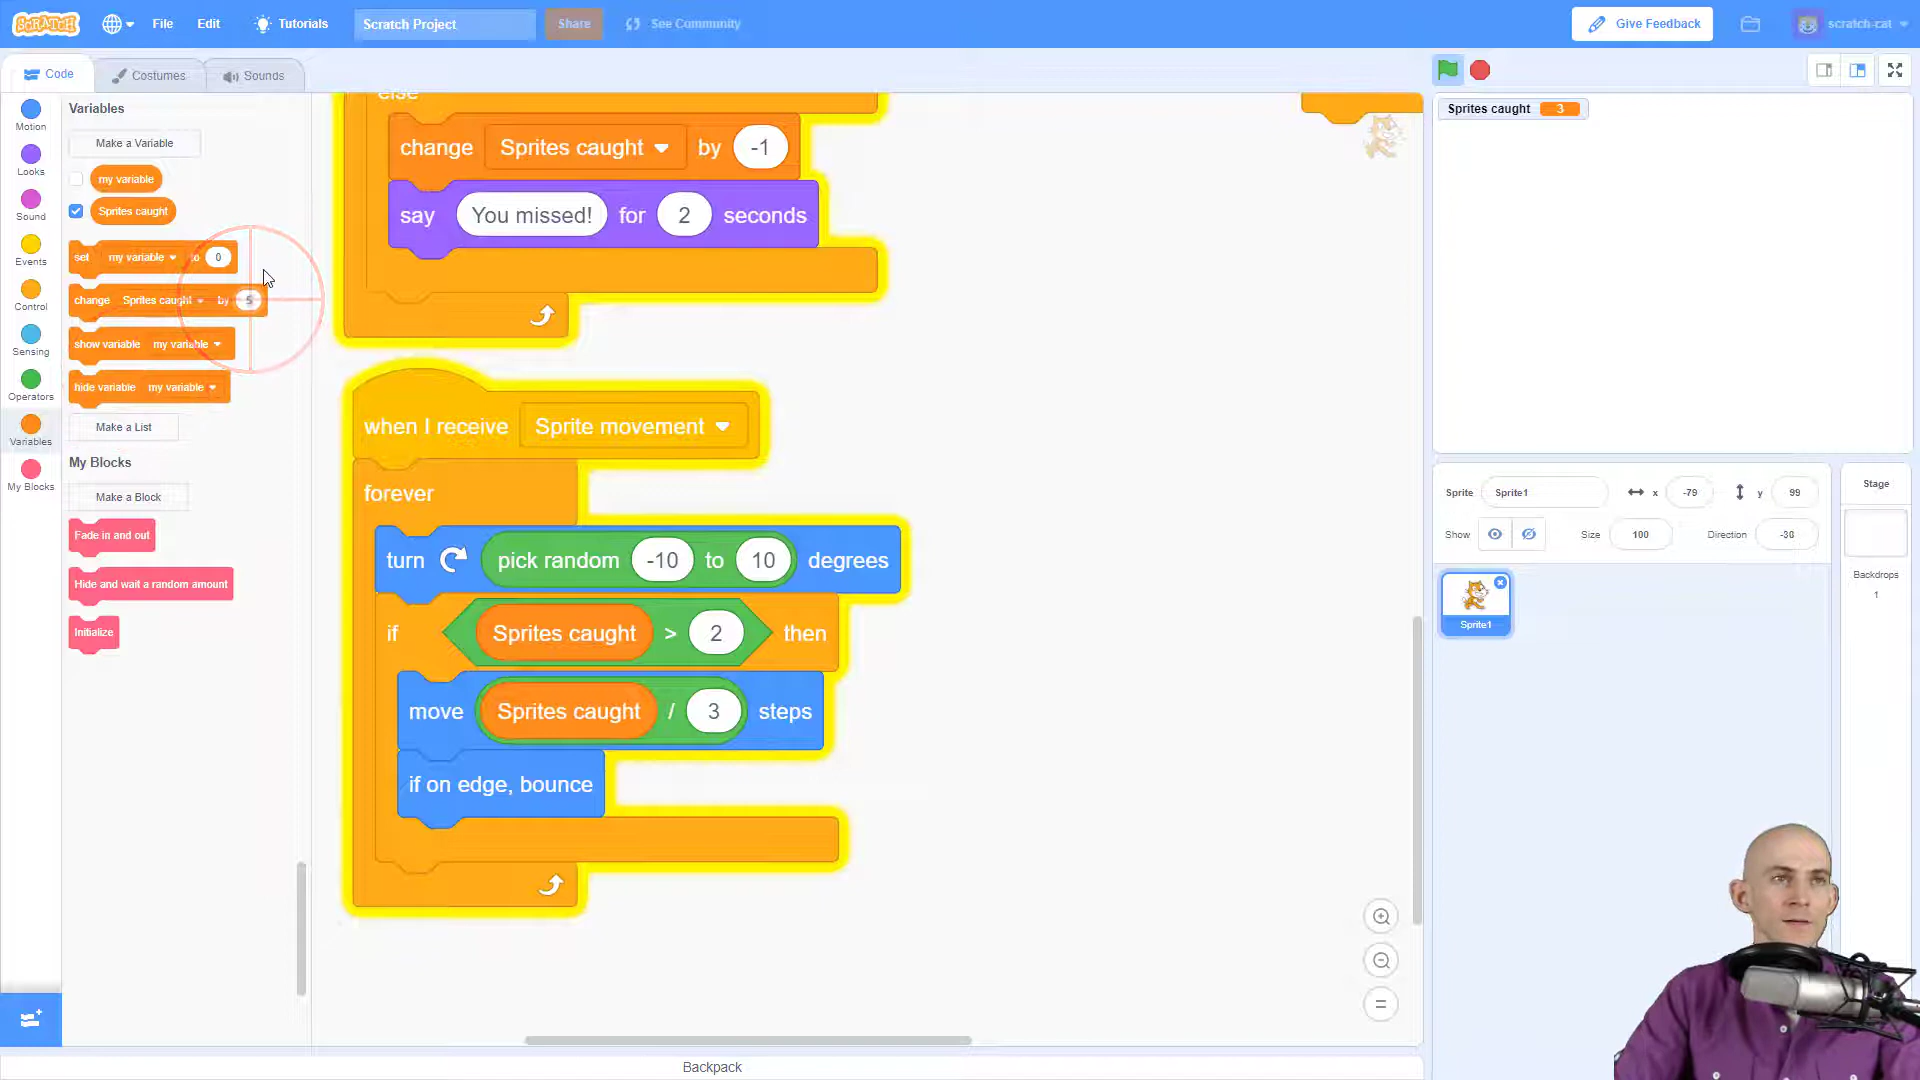 SCRATCH
File
Edit
Tutorials
Scratch Project
Share
See Community
Give Feedback
scratch-cat
Code
Costumes
Sounds
Motion
Looks
Sound
Events
Control
Sensing
Operators
Variables
My Blocks
Variables
Make a Variable
my variable
Sprites caught
set my variable to 0
change Sprites caught by 5
show variable my variable
hide variable my variable
Make a List
My Blocks
Make a Block
Fade in and out
Hide and wait a random amount
Initialize
else
change Sprites caught by -1
say You missed! for 2 seconds
when I receive Sprite movement
forever
turn pick random -10 to 10 degrees
if Sprites caught > 2 then
move Sprites caught / 3 steps
if on edge, bounce
Backpack
Sprites caught 3
Sprite Sprite1 x -79 y 99
Show Size 100 Direction -36
Sprite1
Stage
Backdrops
1